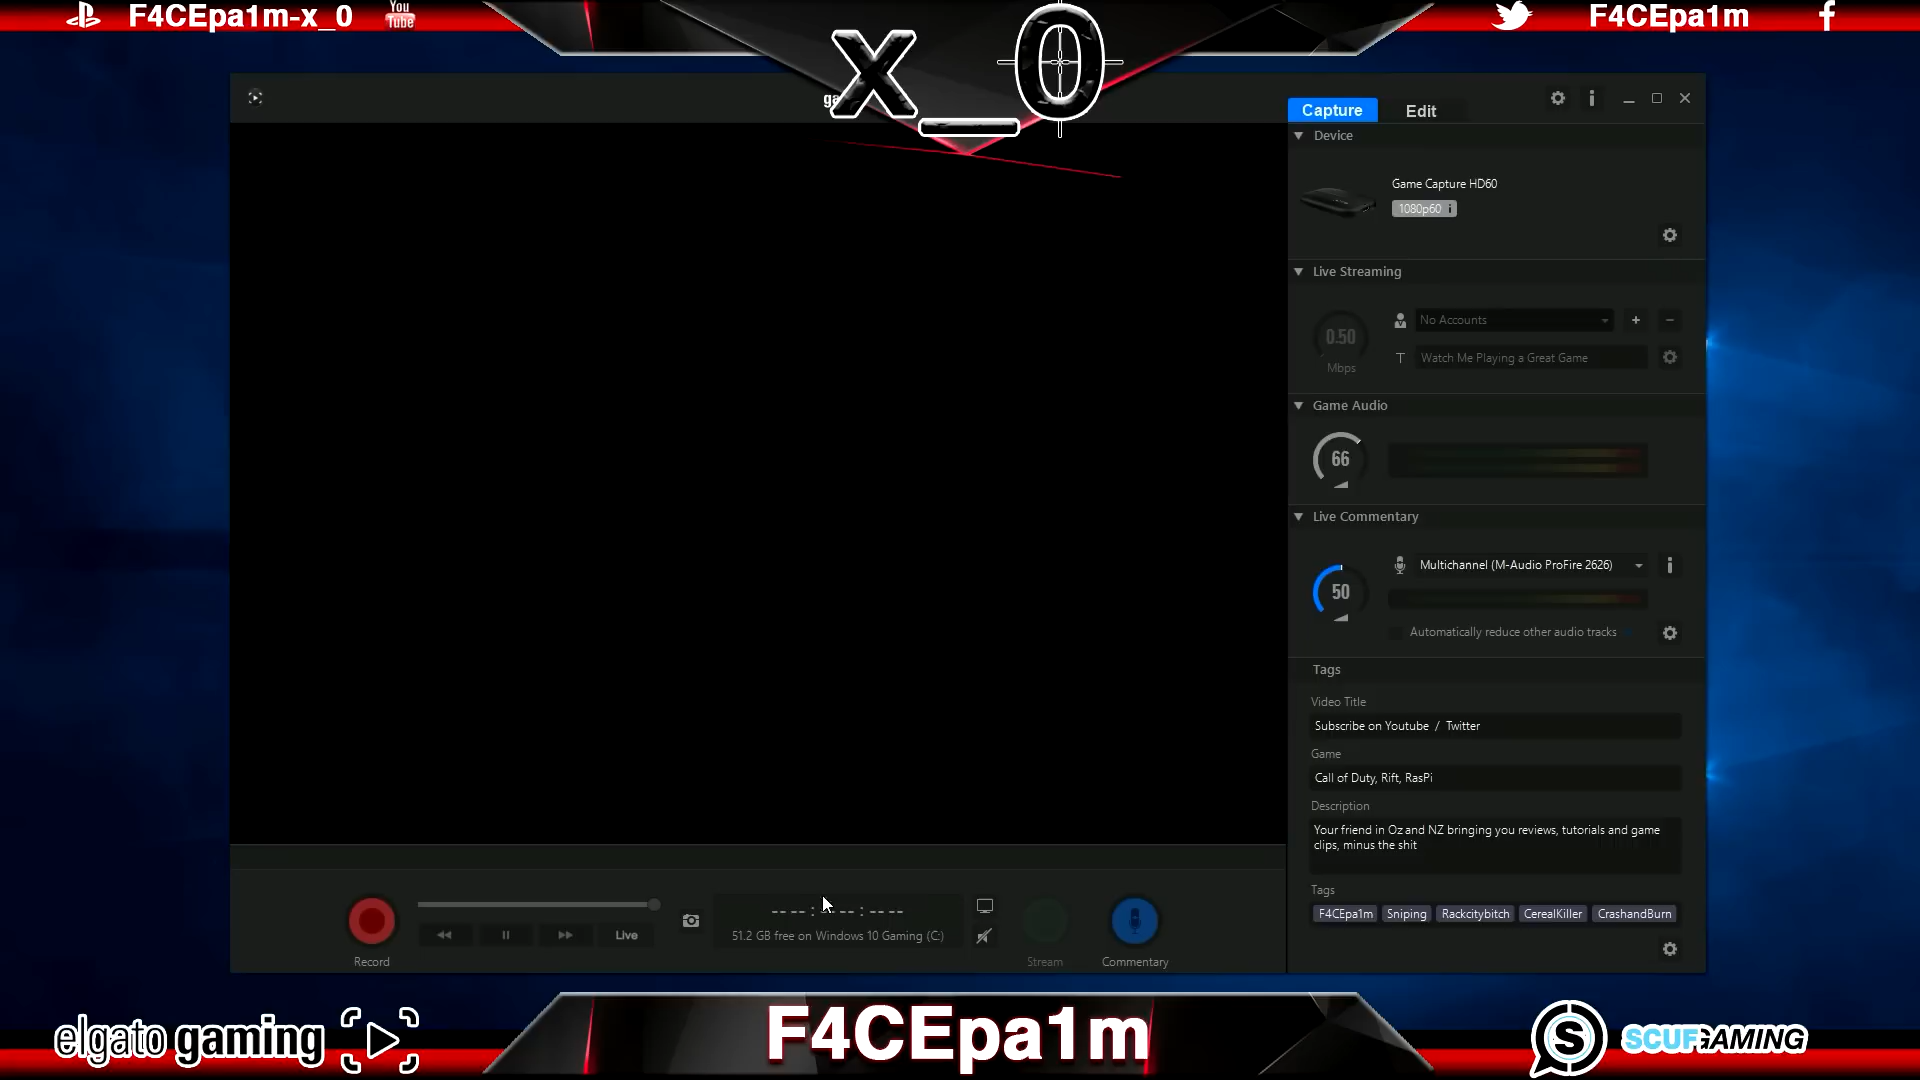 F4CEpa1m-x_0
You
Tube
F4CEpa1m
x_0
Capture
Edit
Device
Game Capture HD60
1080p60 i
Live Streaming
0.50
Mbps
No Accounts
+
-
T
Watch Me Playing a Great Game
Game Audio
66
Live Commentary
50
Multichannel (M-Audio ProFire 2626)
Automatically reduce other audio tracks
Tags
Video Title
Subscribe on Youtube / Twitter
Game
Call of Duty, Rift, RasPi
Description
Your friend in Oz and NZ bringing you reviews, tutorials and game
clips, minus the shit
Tags
F4CEpa1m Sniping Rackcitybitch CerealKiller CrashandBurn
Live
-- -- : -- -- : -- --
51.2 GB free on Windows 10 Gaming (C:)
Record
Stream
Commentary
elgato gaming
F4CEpa1m
S
SCUFGAMING